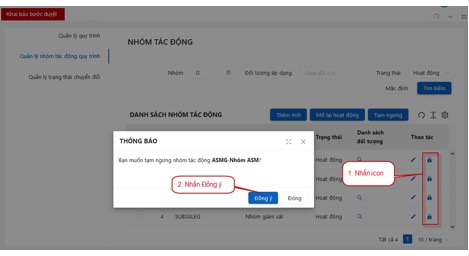 Khai báo bước duyệt
Quản lý quy trình
Quản lý nhóm tác động quy trình
Quản lý trạng thái chuyển đổi
NHÓM TÁC ĐỘNG
Nhóm G Đối tượng áp dụng Trạng thái Hoạt động
Mặc định Tìm kiếm
DANH SÁCH NHÓM TÁC ĐỘNG Thêm mới Mở lại hoạt động Tạm ngưng
Trạng thái Danh sách đối tượng Thao tác
THÔNG BÁO
Bạn muốn tạm ngưng nhóm tác động ASMG-Nhóm ASM?
2. Nhấn Đồng ý
Đồng ý Đóng
1. Nhấn icon
Hoạt động
Hoạt động
Hoạt động
4 SUBSALEG Nhóm giám sát Hoạt động
Tất cả 4 1 10 / trang